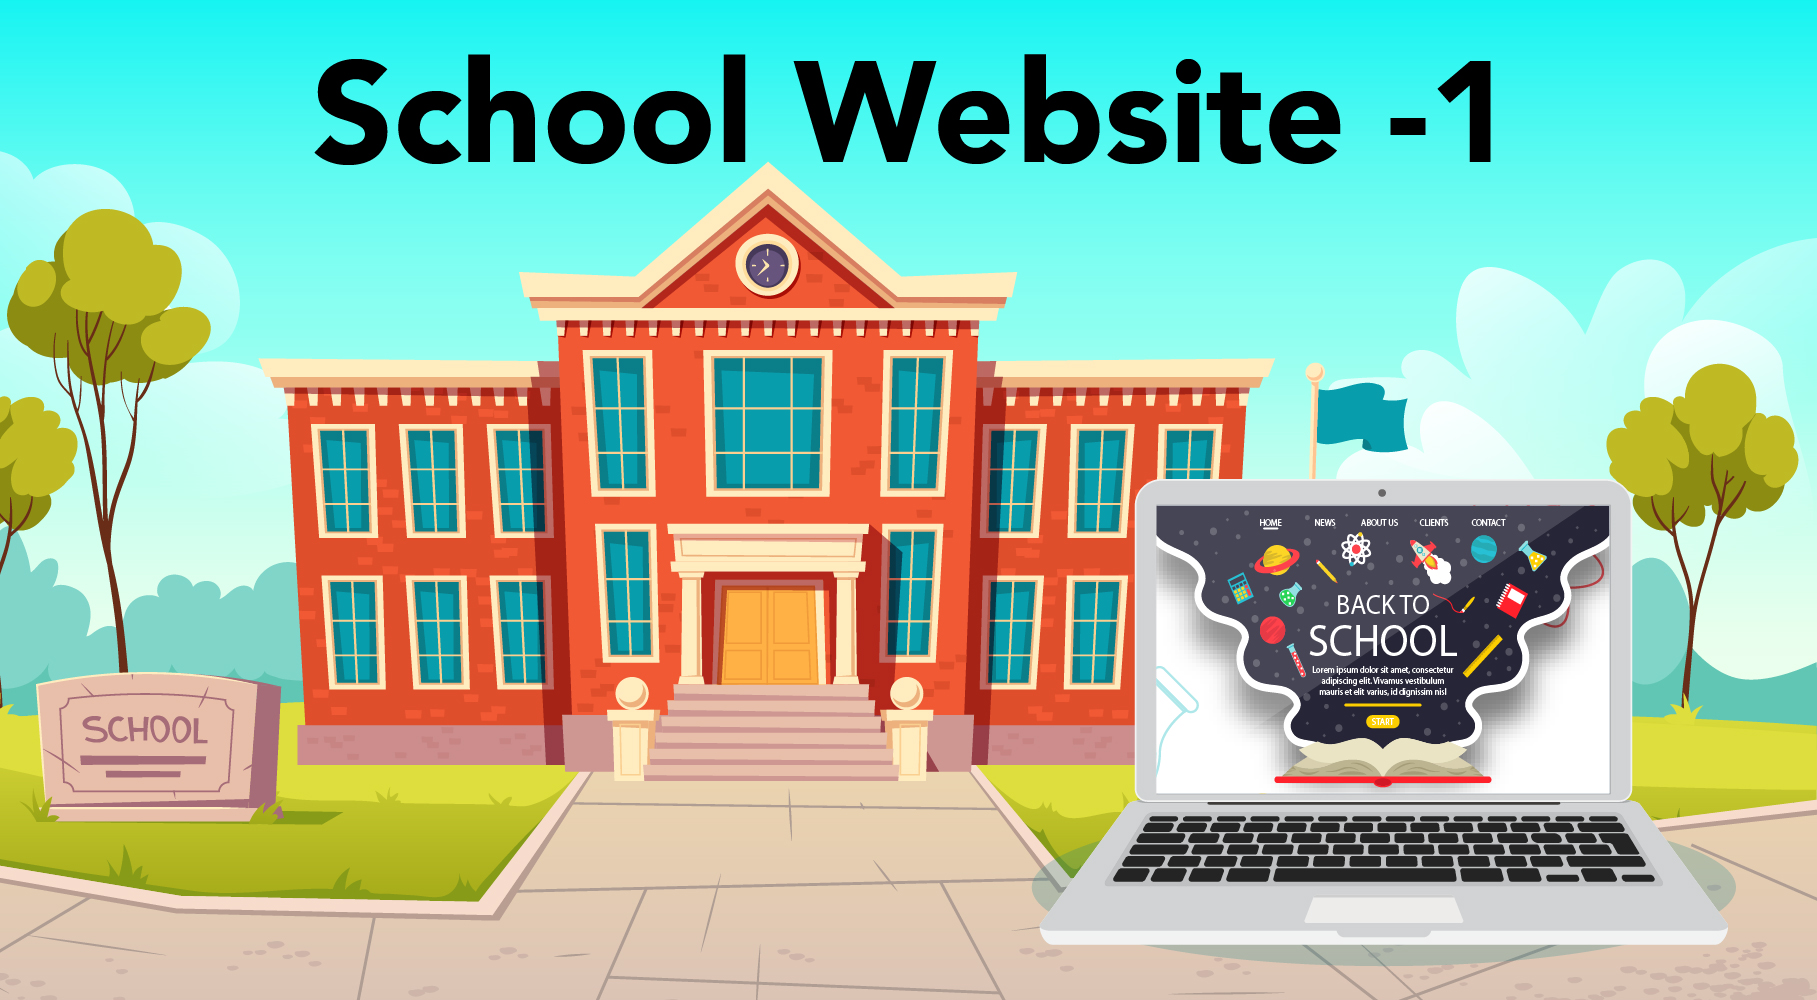 School Website -1
SCHOOL
HOME NEWS ABOUT US CLIENTS CONTACT
BACK TO
SCHOOL
Lorem ipsum dolor sit amet, consectetur
adipiscing elit. Vivamus vestibulum
mauris et elit varius, id dignissim nisl
START